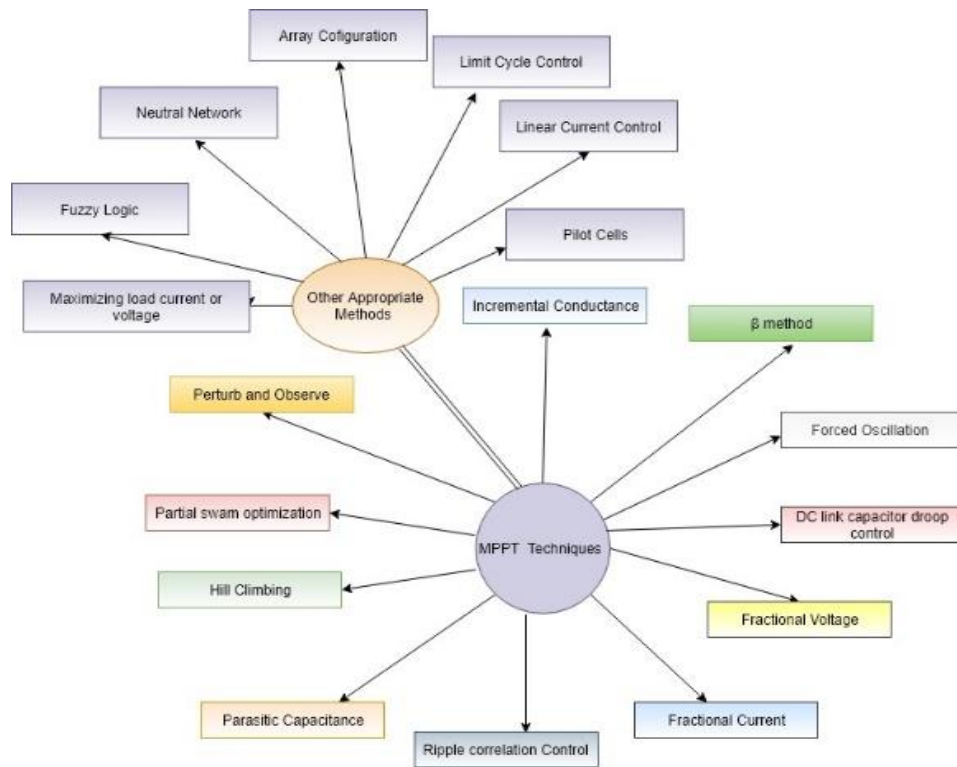 Array Cofiguration
Limit Cycle Control
Neutral Network
Linear Current Control
Fuzzy Logic
Pilot Cells
Maximizing load current or
voltage
Other Appropriate
Methods
Incremental Conductance
β method
Perturb and Observe
Forced Oscillation
Partial swam optimization
MPPT Techniques
DC link capacitor droop
control
Hill Climbing
Fractional Voltage
Parasitic Capacitance
Fractional Current
Ripple correlation Control